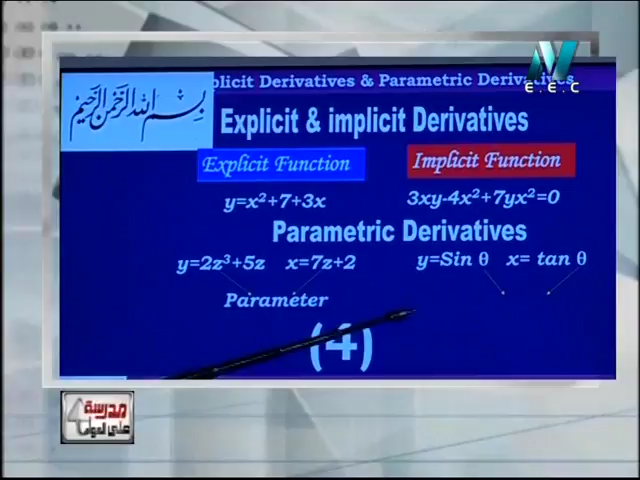 plicit Derivatives & Parametric Derivatives
E.E.C
بسم الله الرحمن الرحيم
Explicit & implicit Derivatives
Explicit Function
Implicit Function
y=x²+7+3x
3xy-4x²+7yx²=0
Parametric Derivatives
y=2z³+5z x=7z+2
y=Sin θ x= tan θ
Parameter
(4)
مدرسة
على الهواء